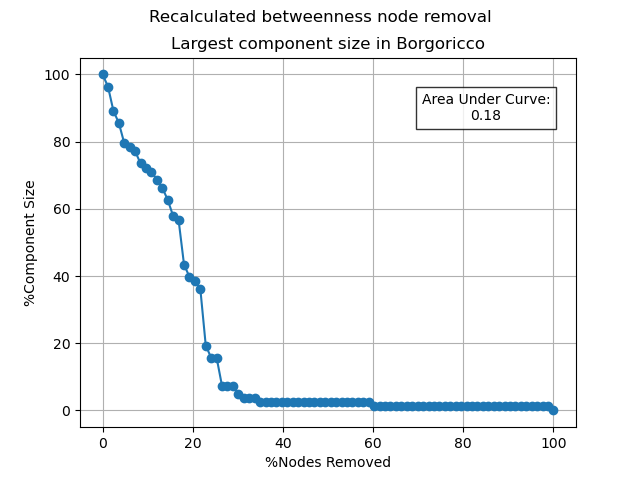 Recalculated betweenness node removal
Largest component size in Borgoricco
Area Under Curve:
0.18
%Component Size
100
80
60
40
20
0
0 20 40 60 80 100
%Nodes Removed